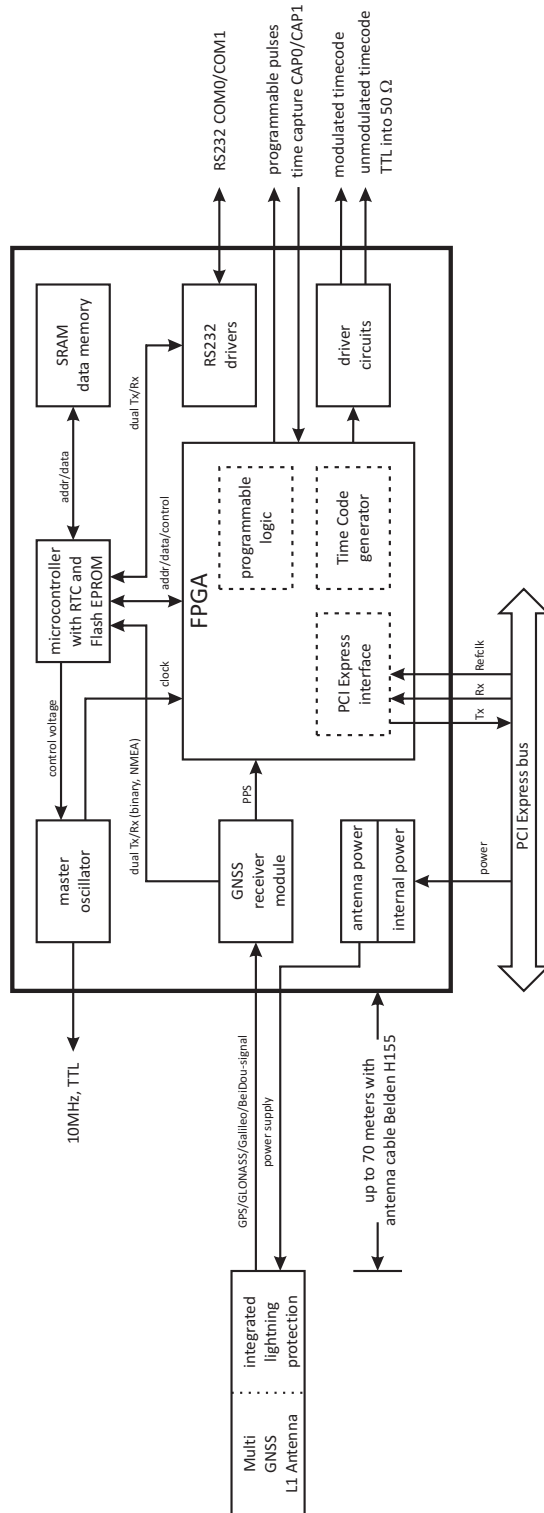 Multi
GNSS
L1 Antenna
integrated
lightning
protection
GPS/GLONASS/Galileo/BeiDou-signal
power supply
up to 70 meters with
antenna cable Belden H155
10MHz, TTL
master
oscillator
control voltage
microcontroller
with RTC and
Flash EPROM
addr/data
SRAM
data memory
clock
dual Tx/Rx (binary, NMEA)
addr/data/control
dual Tx/Rx
GNSS
receiver
module
PPS
FPGA
programmable
logic
PCI Express
interface
Time Code
generator
RS232
drivers
RS232 COM0/COM1
programmable pulses
time capture CAP0/CAP1
driver
circuits
modulated timecode
unmodulated timecode
TTL into 50 Ω
antenna power
internal power
power
Tx
Rx
Refclk
PCI Express bus